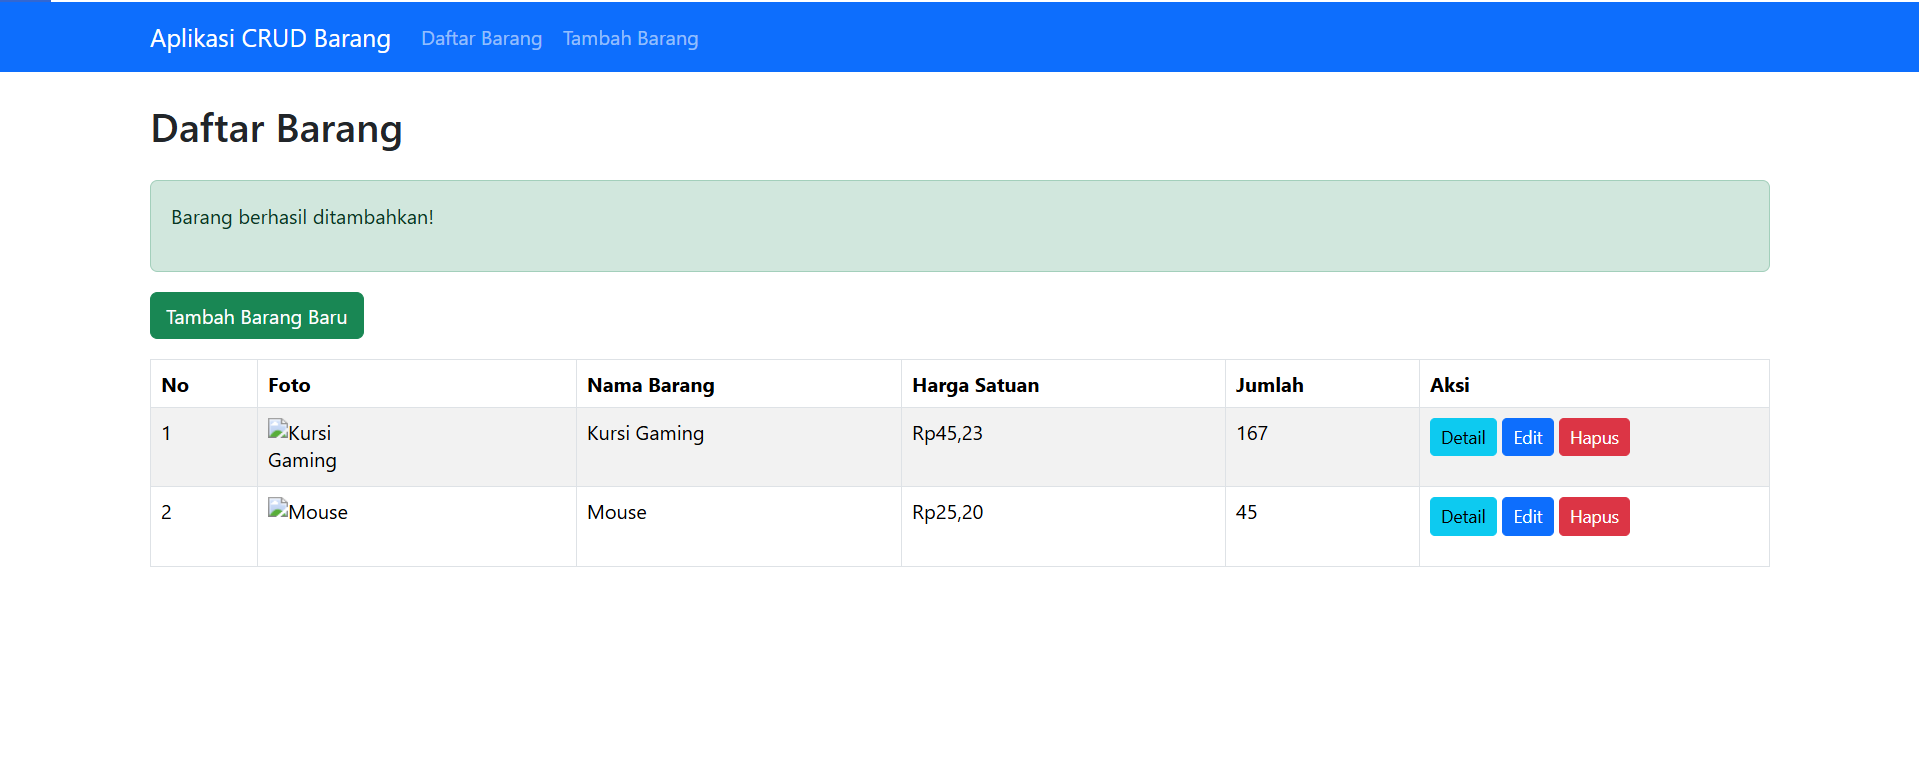 Aplikasi CRUD Barang Daftar Barang Tambah Barang
Daftar Barang
Barang berhasil ditambahkan!
Tambah Barang Baru
No Foto Nama Barang Harga Satuan Jumlah Aksi
1 Kursi Gaming Kursi Gaming Rp45,23 167 Detail Edit Hapus
2 Mouse Mouse Rp25,20 45 Detail Edit Hapus